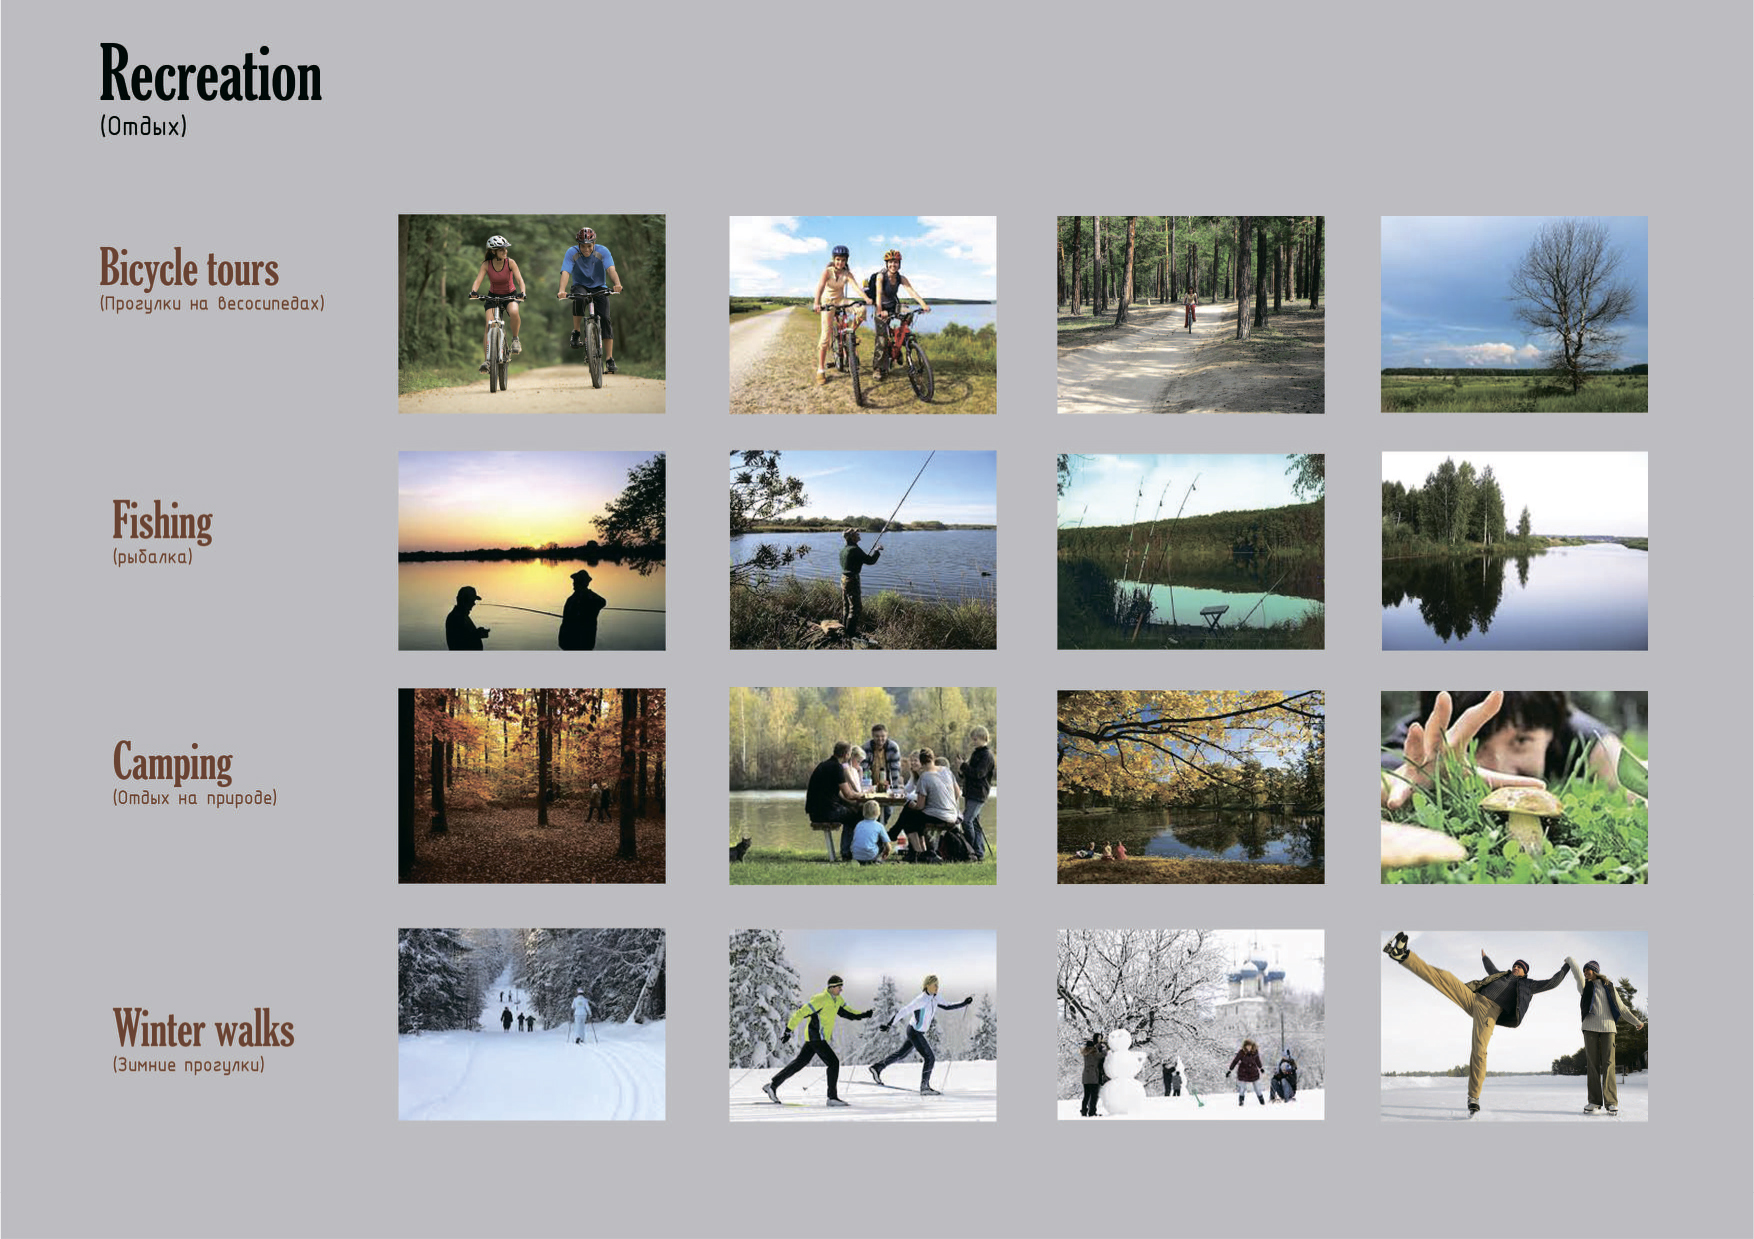 Recreation
(Отдых)
Bicycle tours
(Прогулки на весосипедах)
Fishing
(рыбалка)
Camping
(Отдых на природе)
Winter walks
(Зимние прогулки)